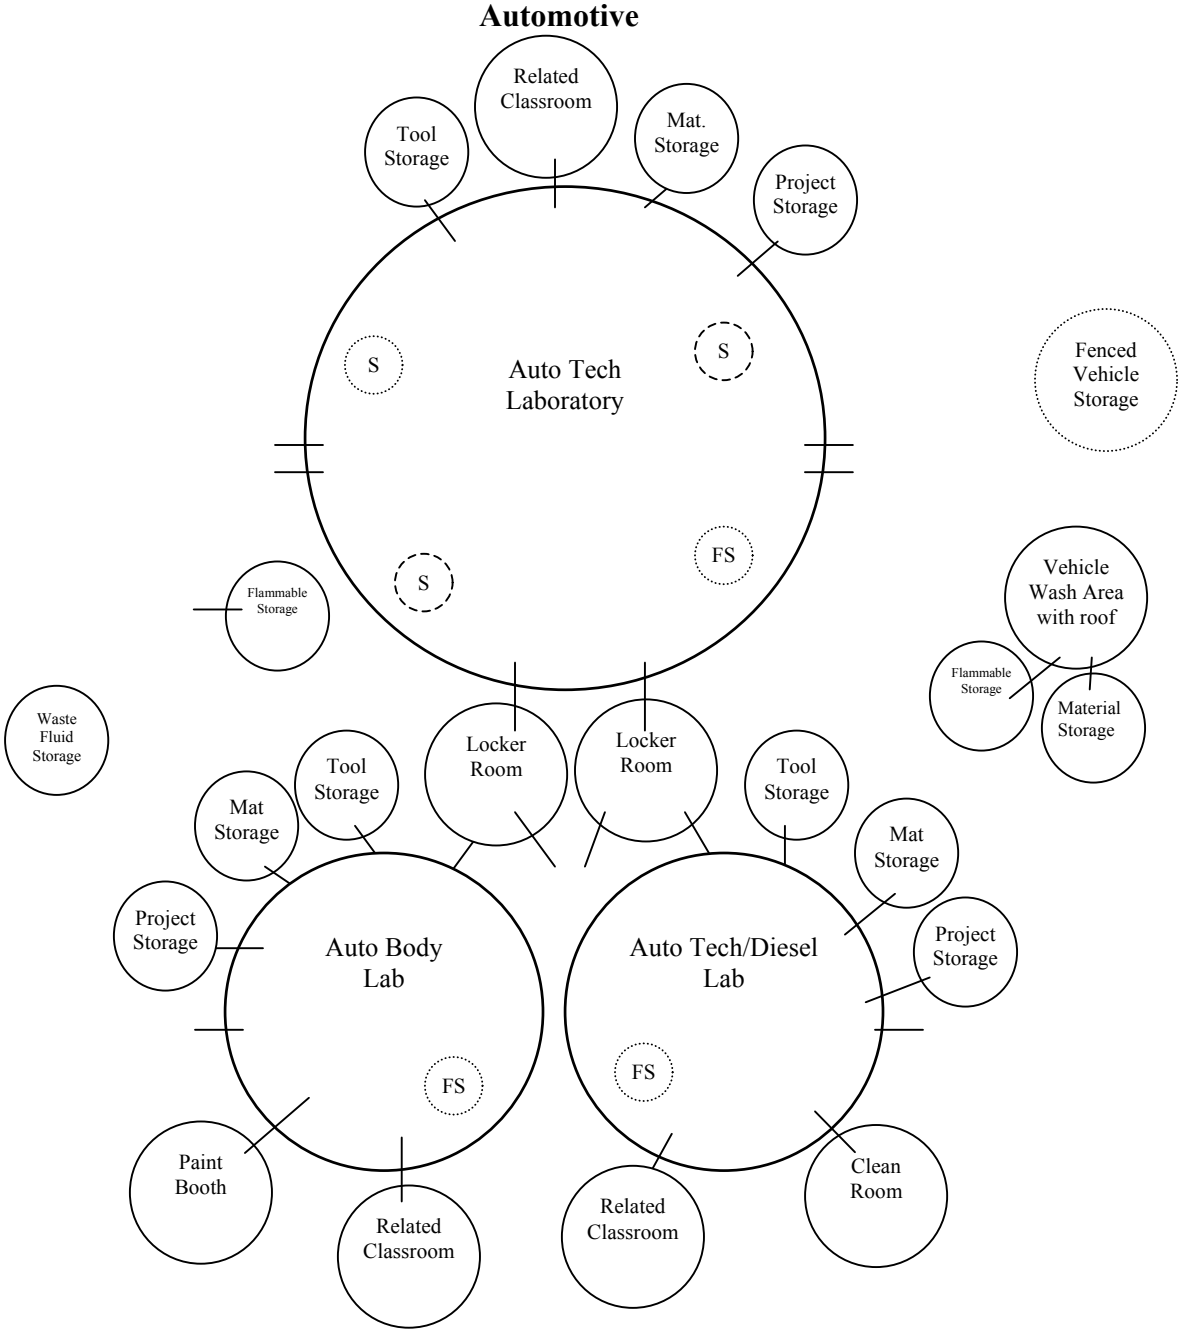 Automotive
Related
Classroom
Tool
Storage
Mat.
Storage
Project
Storage
S
S
Auto Tech
Laboratory
Fenced
Vehicle
Storage
FS
S
Flammable
Storage
Vehicle
Wash Area
with roof
Flammable
Storage
Material
Storage
Waste
Fluid
Storage
Locker
Room
Locker
Room
Tool
Storage
Mat
Storage
Project
Storage
Tool
Storage
Mat
Storage
Project
Storage
Auto Body
Lab
Auto Tech/Diesel
Lab
FS
FS
Paint
Booth
Related
Classroom
Related
Classroom
Clean
Room